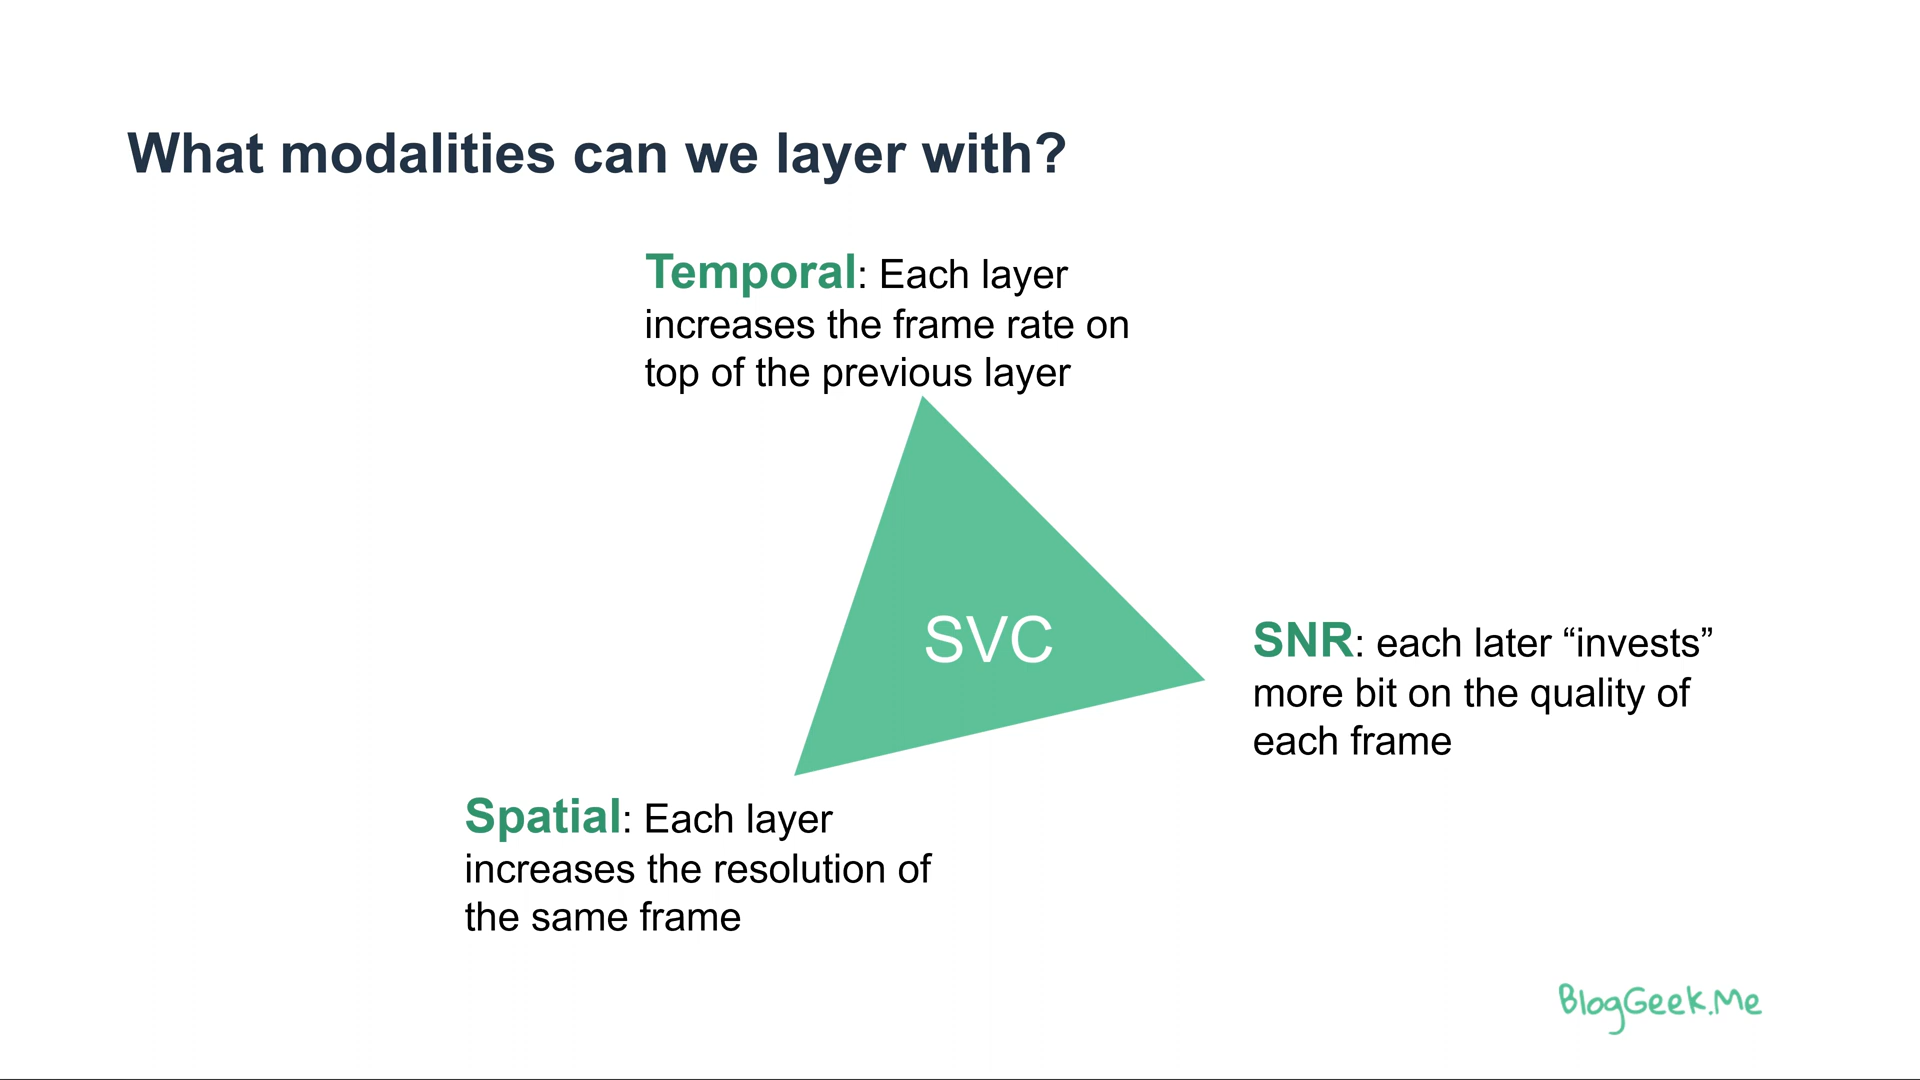 What modalities can we layer with?
Temporal: Each layer
increases the frame rate on
top of the previous layer
SVC
SNR: each later “invests”
more bit on the quality of
each frame
Spatial: Each layer
increases the resolution of
the same frame
BlogGeek.Me